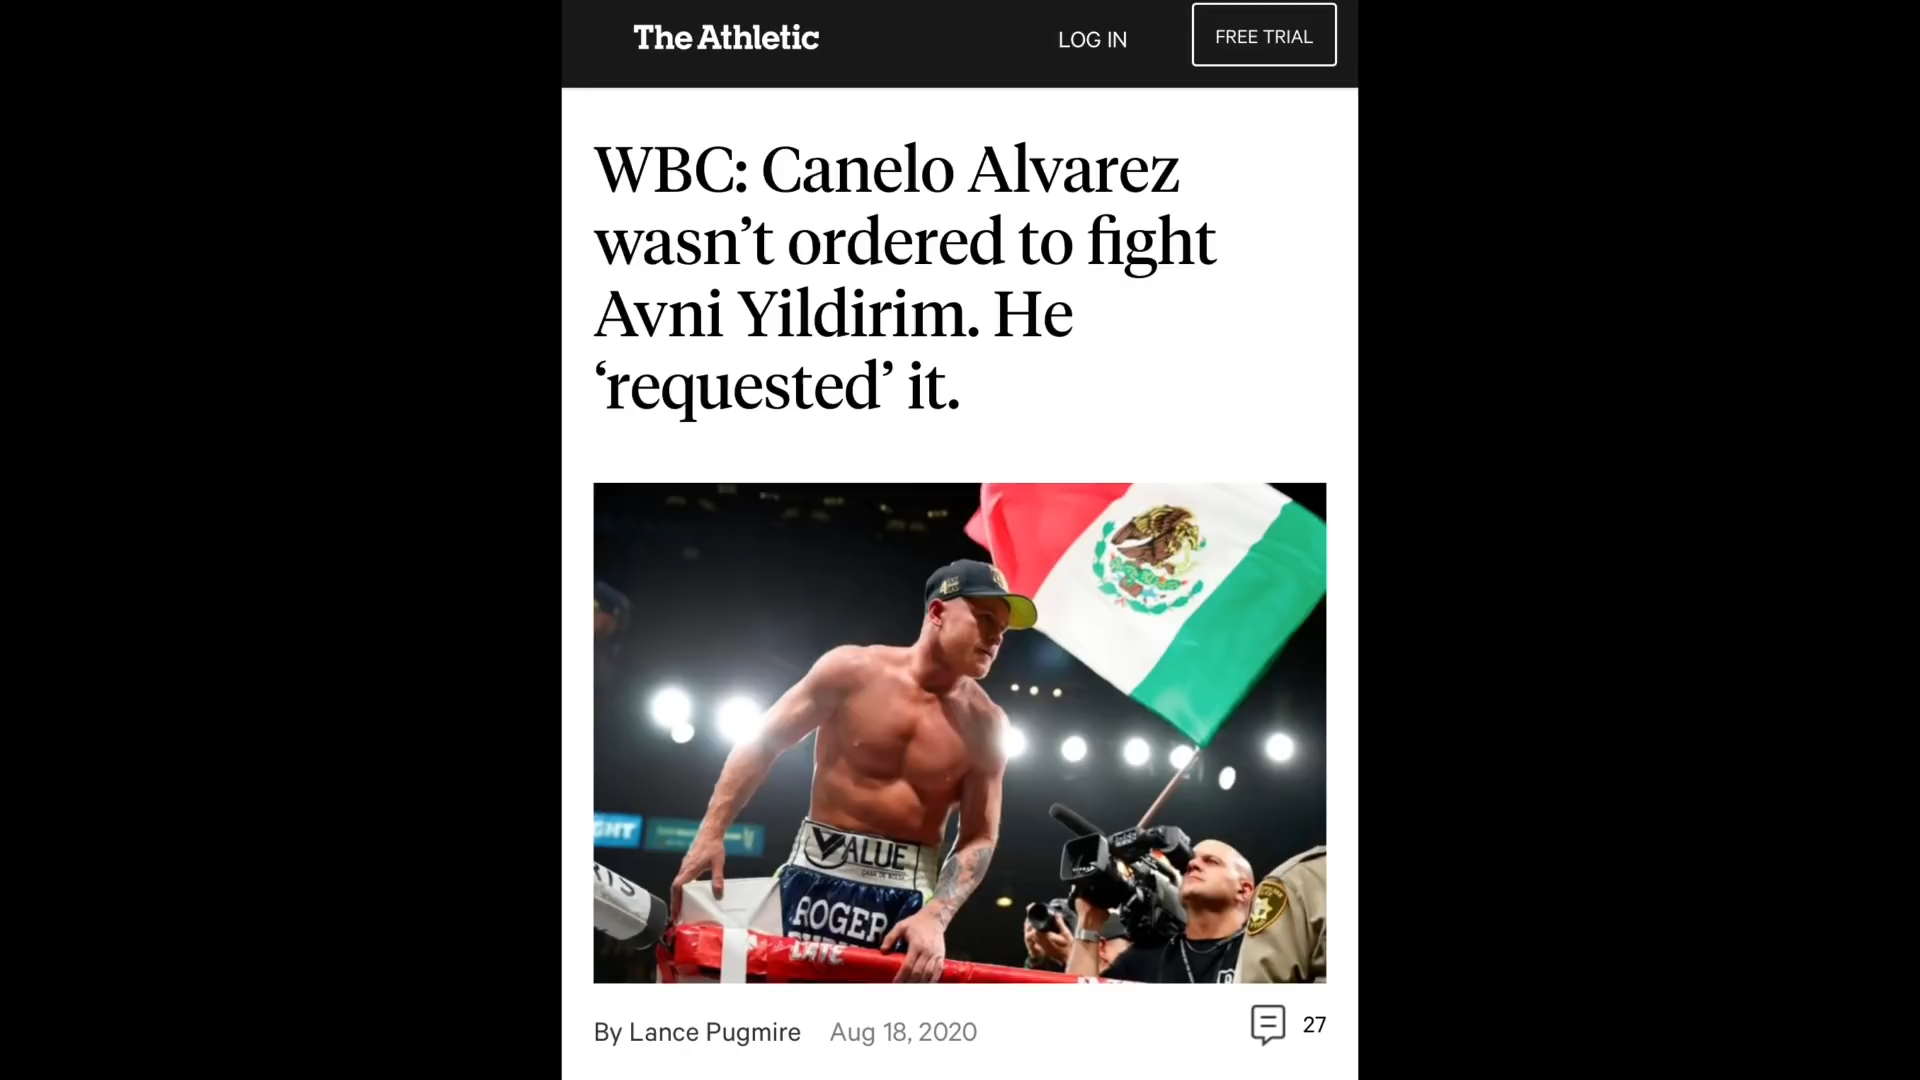 The Athletic
LOG IN
FREE TRIAL
WBC: Canelo Alvarez
wasn’t ordered to fight
Avni Yildirim. He
‘requested’ it.
VALUE
ROGER
By Lance Pugmire
Aug 18, 2020
27